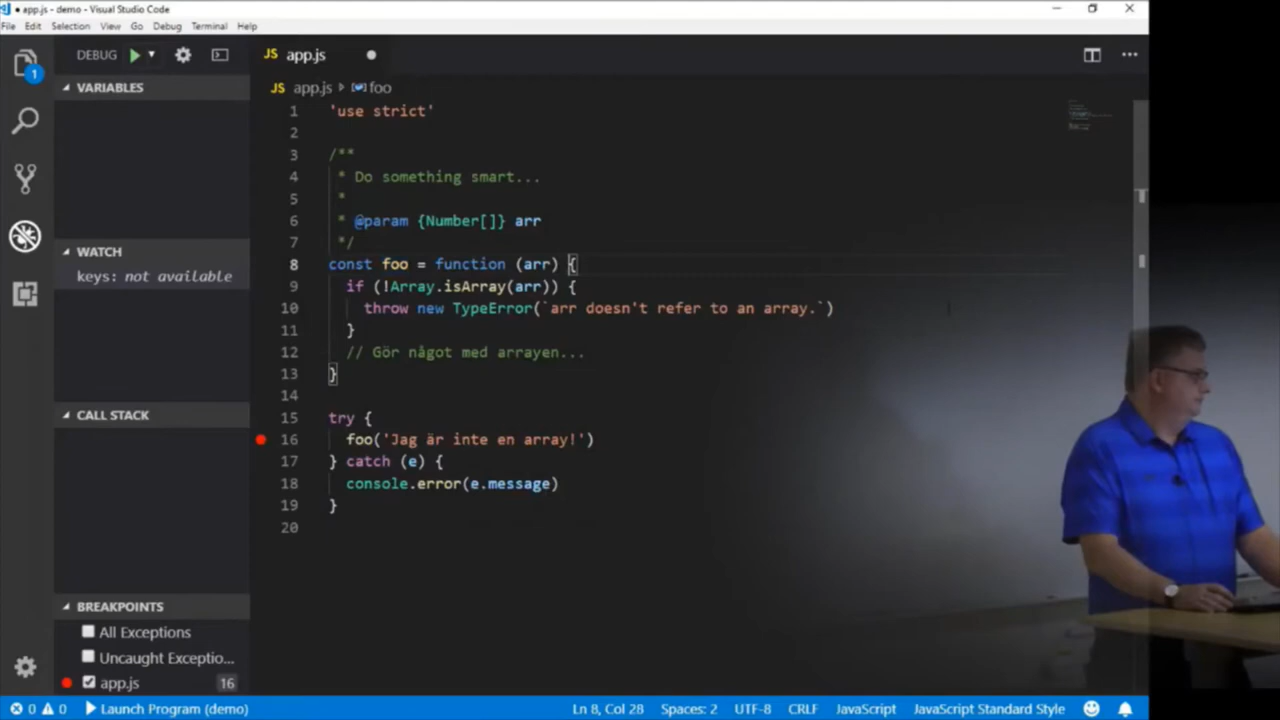 app.js - demo - Visual Studio Code
File Edit Selection View Go Debug Terminal Help
1
DEBUG
VARIABLES
WATCH
keys: not available
CALL STACK
BREAKPOINTS
All Exceptions
Uncaught Exceptio...
app.js 16
JS app.js
JS app.js foo
1 'use strict'
2
3 /**
4 * Do something smart...
5 *
6 * @param {Number[]} arr
7 */
8 const foo = function (arr) {
9 if (!Array.isArray(arr)) {
10 throw new TypeError(`arr doesn't refer to an array.`)
11 }
12 // Gör något med arrayen...
13 }
14
15 try {
16 foo('Jag är inte en array!')
17 } catch (e) {
18 console.error(e.message)
19 }
20
0 0 Launch Program (demo) Ln 8, Col 28 Spaces: 2 UTF-8 CRLF JavaScript JavaScript Standard Style